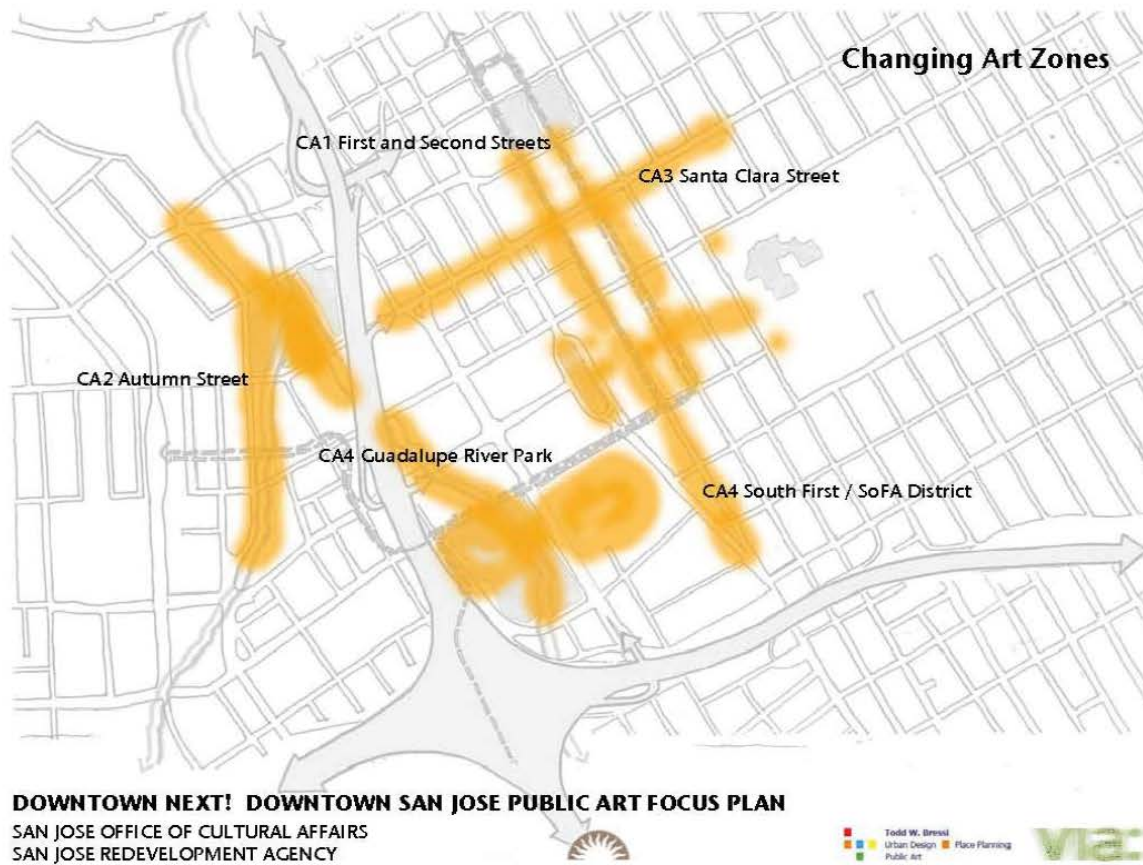 Changing Art Zones
CA1 First and Second Streets
CA3 Santa Clara Street
CA2 Autumn Street
CA4 Guadalupe River Park
CA4 South First / SoFA District
DOWNTOWN NEXT! DOWNTOWN SAN JOSE PUBLIC ART FOCUS PLAN
SAN JOSE OFFICE OF CULTURAL AFFAIRS
SAN JOSE REDEVELOPMENT AGENCY
Todd W. Bressi
Urban Design Place Planning
Public Art